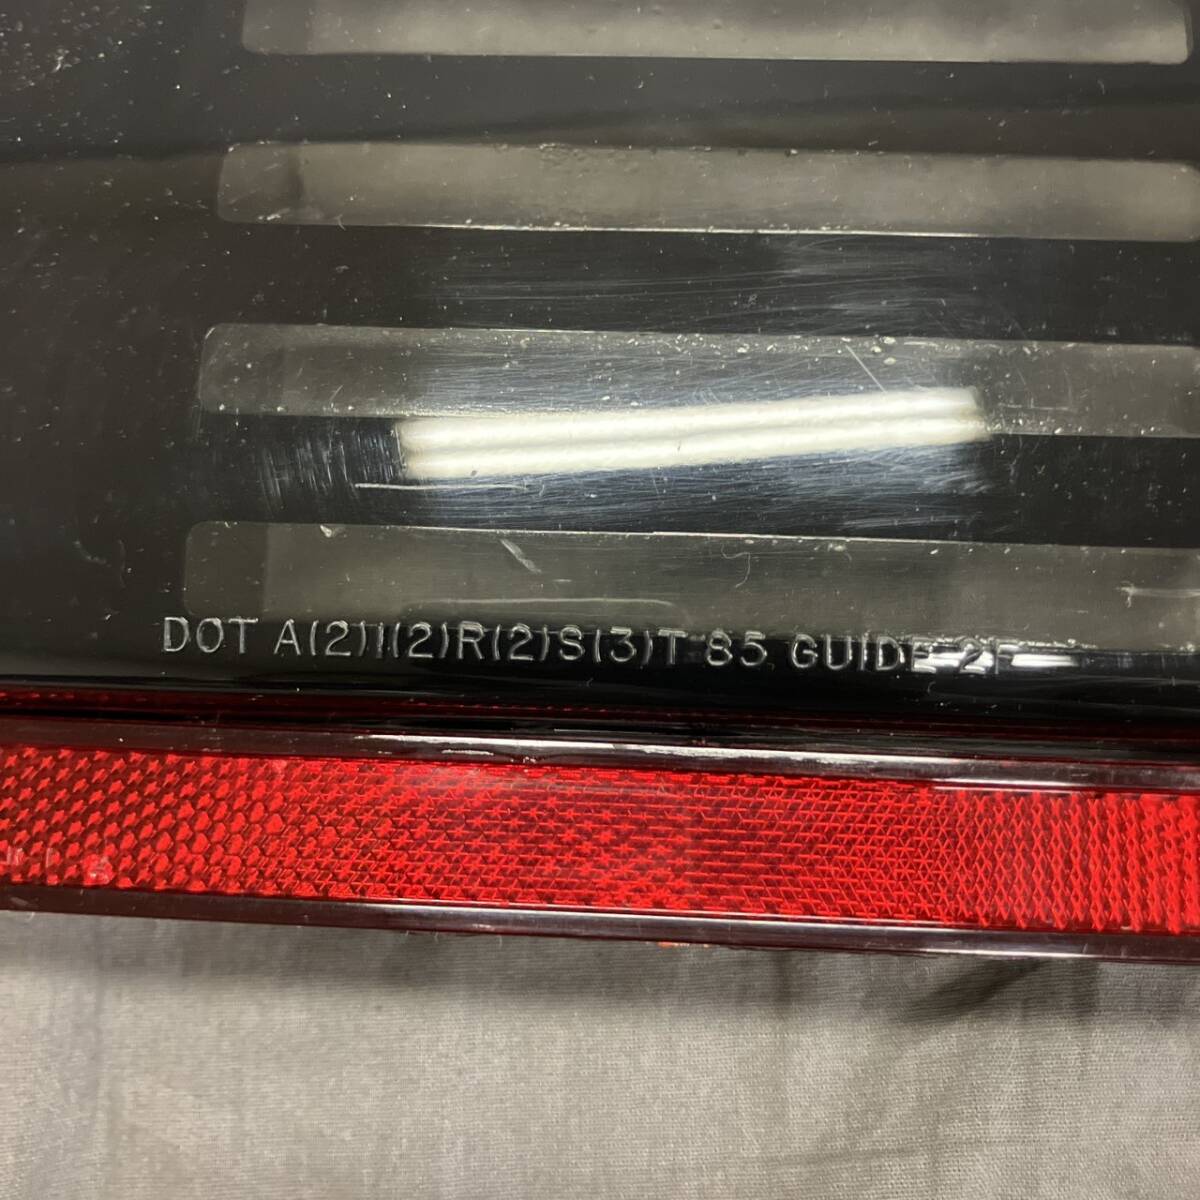 DOT A(2)I(2)R(2)S(3)T 85 GUIDE 2F